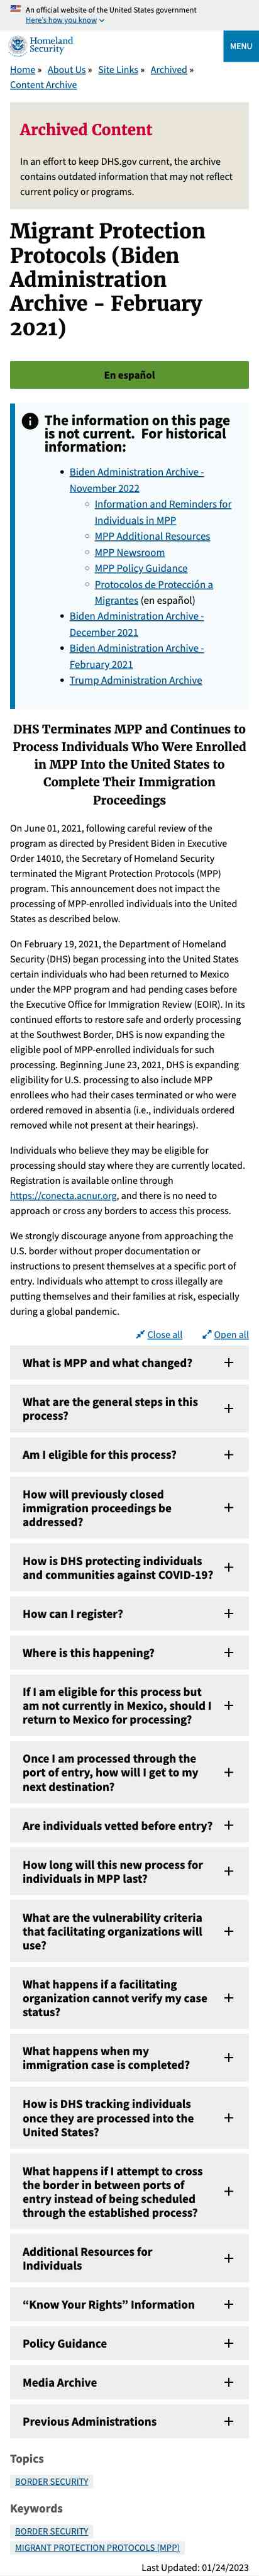 An official website of the United States government
Here's how you know
Homeland
Security
MENU
Home » About Us » Site Links » Archived »
Content Archive
Archived Content
In an effort to keep DHS.gov current, the archive
contains outdated information that may not reflect
current policy or programs.
Migrant Protection
Protocols (Biden
Administration
Archive - February
2021)
En español
The information on this page
is not current. For historical
information:
• Biden Administration Archive -
November 2022
○ Information and Reminders for
Individuals in MPP
○ MPP Additional Resources
○ MPP Newsroom
○ MPP Policy Guidance
○ Protocolos de Protección a
Migrantes (en español)
• Biden Administration Archive -
December 2021
• Biden Administration Archive -
February 2021
• Trump Administration Archive
DHS Terminates MPP and Continues to
Process Individuals Who Were Enrolled
in MPP Into the United States to
Complete Their Immigration
Proceedings
On June 01, 2021, following careful review of the
program as directed by President Biden in Executive
Order 14010, the Secretary of Homeland Security
terminated the Migrant Protection Protocols (MPP)
program. This announcement does not impact the
processing of MPP-enrolled individuals into the United
States as described below.
On February 19, 2021, the Department of Homeland
Security (DHS) began processing into the United States
certain individuals who had been returned to Mexico
under the MPP program and had pending cases before
the Executive Office for Immigration Review (EOIR). In its
continued efforts to restore safe and orderly processing
at the Southwest Border, DHS is now expanding the
eligible pool of MPP-enrolled individuals for such
processing. Beginning June 23, 2021, DHS is expanding
eligibility for U.S. processing to also include MPP
enrollees who had their cases terminated or who were
ordered removed in absentia (i.e., individuals ordered
removed while not present at their hearings).
Individuals who believe they may be eligible for
processing should stay where they are currently located.
Registration is available online through
https://conecta.acnur.org, and there is no need to
approach or cross any borders to access this process.
We strongly discourage anyone from approaching the
U.S. border without proper documentation or
instructions to present themselves at a specific port of
entry. Individuals who attempt to cross illegally are
putting themselves and their families at risk, especially
during a global pandemic.
Close all Open all
What is MPP and what changed? +
What are the general steps in this
process? +
Am I eligible for this process? +
How will previously closed
immigration proceedings be
addressed? +
How is DHS protecting individuals
and communities against COVID-19? +
How can I register? +
Where is this happening? +
If I am eligible for this process but
am not currently in Mexico, should I
return to Mexico for processing? +
Once I am processed through the
port of entry, how will I get to my
next destination? +
Are individuals vetted before entry? +
How long will this new process for
individuals in MPP last? +
What are the vulnerability criteria
that facilitating organizations will
use? +
What happens if a facilitating
organization cannot verify my case
status? +
What happens when my
immigration case is completed? +
How is DHS tracking individuals
once they are processed into the
United States? +
What happens if I attempt to cross
the border in between ports of
entry instead of being scheduled
through the established process? +
Additional Resources for
Individuals +
“Know Your Rights” Information +
Policy Guidance +
Media Archive +
Previous Administrations +
Topics
BORDER SECURITY
Keywords
BORDER SECURITY
MIGRANT PROTECTION PROTOCOLS (MPP)
Last Updated: 01/24/2023